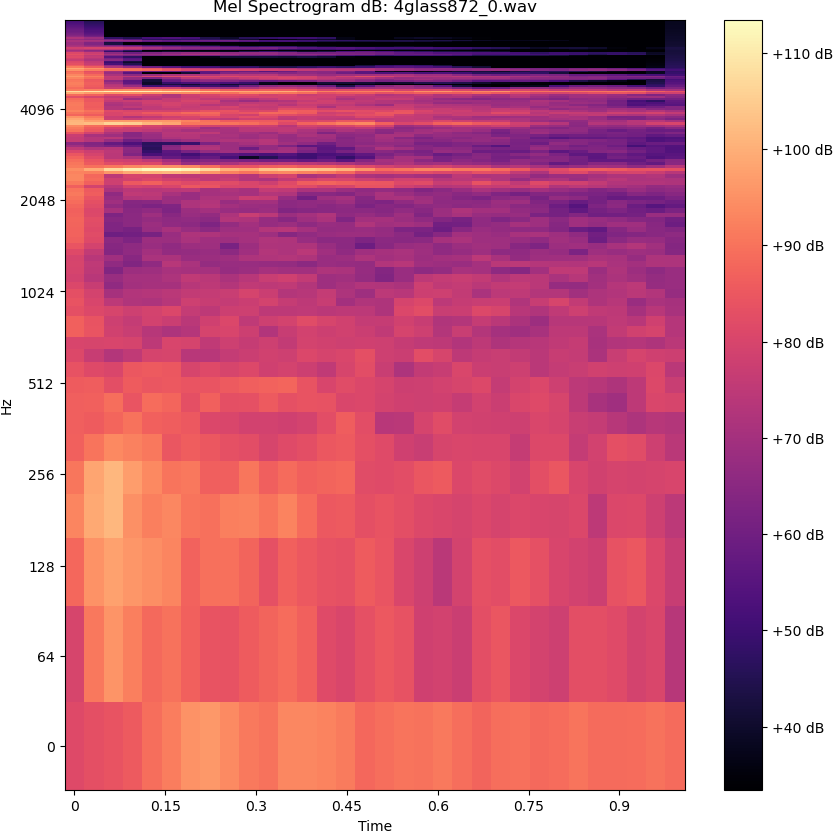 Mel Spectrogram dB: 4glass872_0.wav
+110 dB
4096
+100 dB
2048
+90 dB
1024
+80 dB
512
Hz
+70 dB
256
+60 dB
128
+50 dB
64
+40 dB
0
0 0.15 0.3 0.45 0.6 0.75 0.9
Time